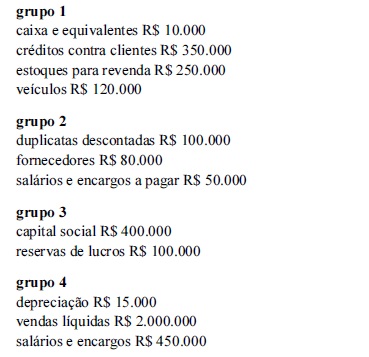 grupo 1
caixa e equivalentes R$ 10.000
créditos contra clientes R$ 350.000
estoques para revenda R$ 250.000
veículos R$ 120.000
grupo 2
duplicatas descontadas R$ 100.000
fornecedores R$ 80.000
salários e encargos a pagar R$ 50.000
grupo 3
capital social R$ 400.000
reservas de lucros R$ 100.000
grupo 4
depreciação R$ 15.000
vendas líquidas R$ 2.000.000
salários e encargos R$ 450.000